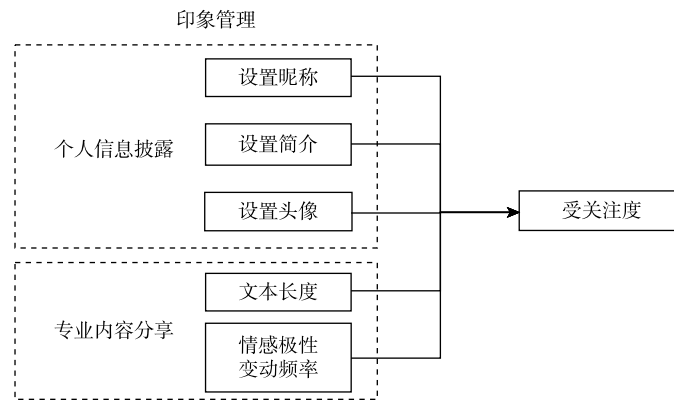 印象管理
设置昵称
设置简介
个人信息披露
设置头像
受关注度
文本长度
专业内容分享
情感极性
变动频率